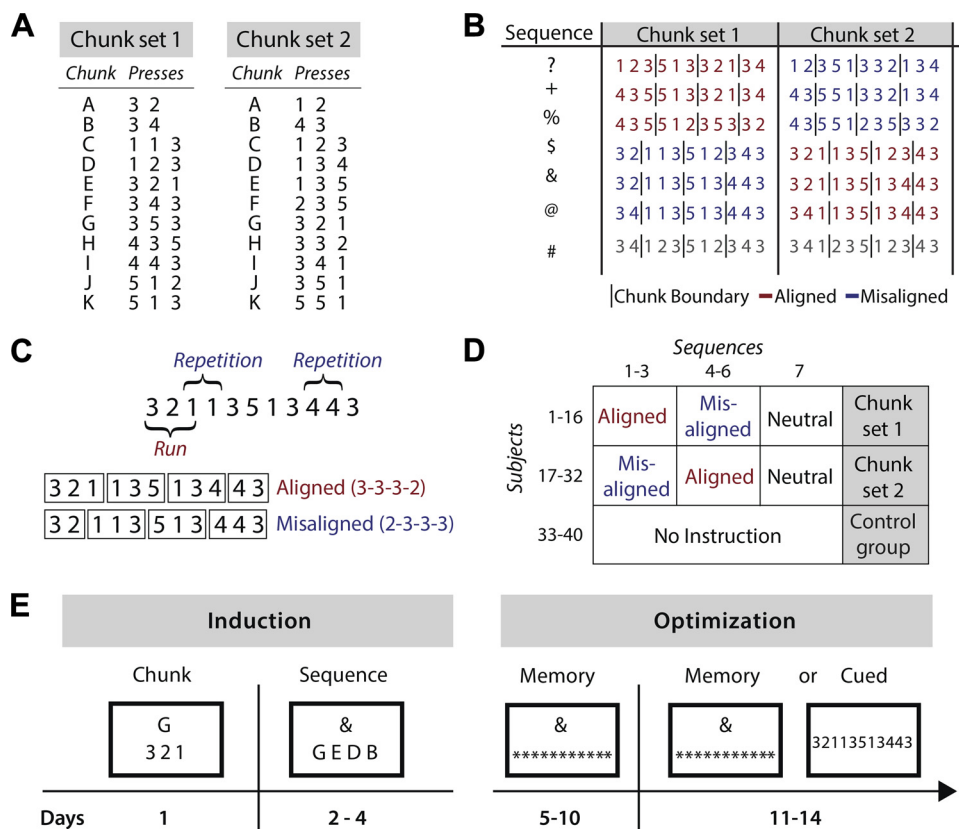 A
Chunk set 1 Chunk set 2
Chunk Presses Chunk Presses
A 3 2 A 1 2
B 3 4 B 4 3
C 1 1 3 C 1 2 3
D 1 2 3 D 1 3 4
E 3 2 1 E 1 3 5
F 3 4 3 F 2 3 5
G 3 5 3 G 3 2 1
H 4 3 5 H 3 3 2
I 4 4 3 I 3 4 1
J 5 1 2 J 3 5 1
K 5 1 3 K 5 5 1
B
Sequence Chunk set 1 Chunk set 2
? 1 2 3|5 1 3|3 2 1|3 4 1 2|3 5 1|3 3 2|1 3 4
+ 4 3 5|5 1 3|3 2 1|3 4 4 3|5 5 1|3 3 2|1 3 4
% 4 3 5|5 1 2|3 5 3|3 2 4 3|5 5 1|2 3 5|3 3 2
$ 3 2|1 1 3|5 1 2|3 4 3 3 2 1|1 3 5|1 2 3|4 3
& 3 2|1 1 3|5 1 3|4 4 3 3 2 1|1 3 5|1 3 4|4 3
@ 3 4|1 1 3|5 1 3|4 4 3 3 4 1|1 3 5|1 3 4|4 3
# 3 4|1 2 3|5 1 2|3 4 3 3 4 1|2 3 5|1 2 3|4 3
|Chunk Boundary Aligned Misaligned
C
Repetition Repetition
3 2 1 1 3 5 1 3 4 4 3
Run
3 2 1 1 3 5 1 3 4 4 3 Aligned (3-3-3-2)
3 2 1 1 3 5 1 3 4 4 3 Misaligned (2-3-3-3)
D
Sequences
1-3 4-6 7
Subjects
1-16 Aligned Mis-aligned Neutral Chunk set 1
17-32 Mis-aligned Aligned Neutral Chunk set 2
33-40 No Instruction Control group
E
Induction Optimization
Chunk Sequence Memory Memory or Cued
G & & &
3 2 1 G E D B *********** *********** 32113513443
Days 1 2 - 4 5-10 11-14